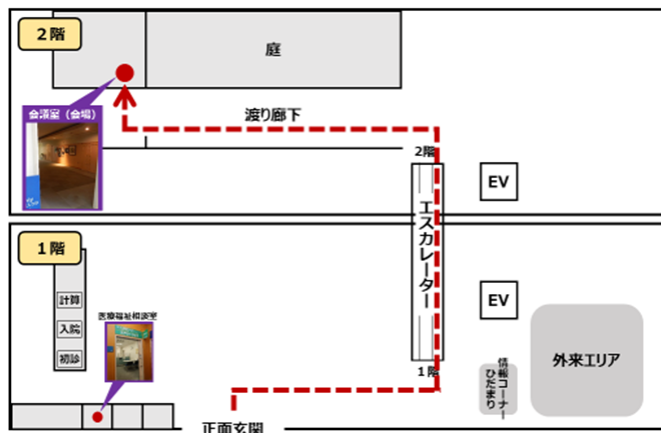 2階
庭
会議室（会場）
渡り廊下
2階
EV
エスカレーター
1階
計算
入院
初診
医療福祉相談室
EV
外来エリア
1階
情報コーナー
ひだまり
正面玄関